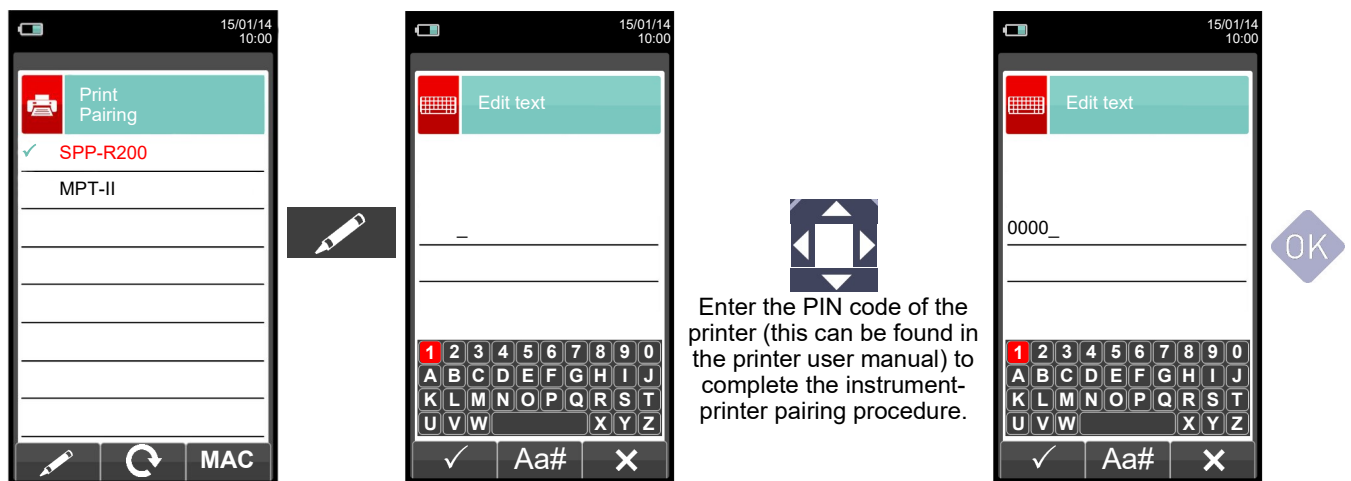 15/01/14
10:00
Print
Pairing
✓ SPP-R200
MPT-II
MAC
15/01/14
10:00
Edit text
_
1 2 3 4 5 6 7 8 9 0
A B C D E F G H I J
K L M N O P Q R S T
U V W X Y Z
✓ Aa# ✕
Enter the PIN code of the
printer (this can be found in
the printer user manual) to
complete the instrument-
printer pairing procedure.
15/01/14
10:00
Edit text
0000_
1 2 3 4 5 6 7 8 9 0
A B C D E F G H I J
K L M N O P Q R S T
U V W X Y Z
✓ Aa# ✕
OK